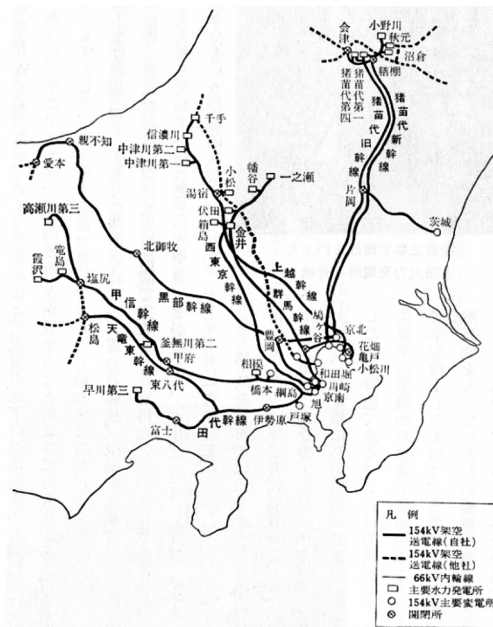 会津
小野川
秋元
沼倉
膳棚
猪苗代第一
猪苗代第四
猪苗代旧幹線
猪苗代新幹線
片岡
茨城
千手
信濃川
中津川第二
中津川第一
湯宿
小松
幡谷
一之瀬
伏田
箱島
金井
親不知
愛本
高瀬川第三
竜島
霞沢
塩尻
北御牧
西東京幹線
上越幹線
群馬幹線
黒部幹線
甲信幹線
天竜東幹線
松島
釜無川第二
甲府
東八代
早川第三
富士
田代幹線
伊勢原
相模
橋本
綱島
戸塚
豊岡
鳩ヶ谷
京北
花畑
亀戸
小松川
和田堀
川崎
京南
旭
凡 例
154kV架空
送電線(自社)
154kV架空
送電線(他社)
66kV内輪線
主要水力発電所
154kV主要変電所
開閉所